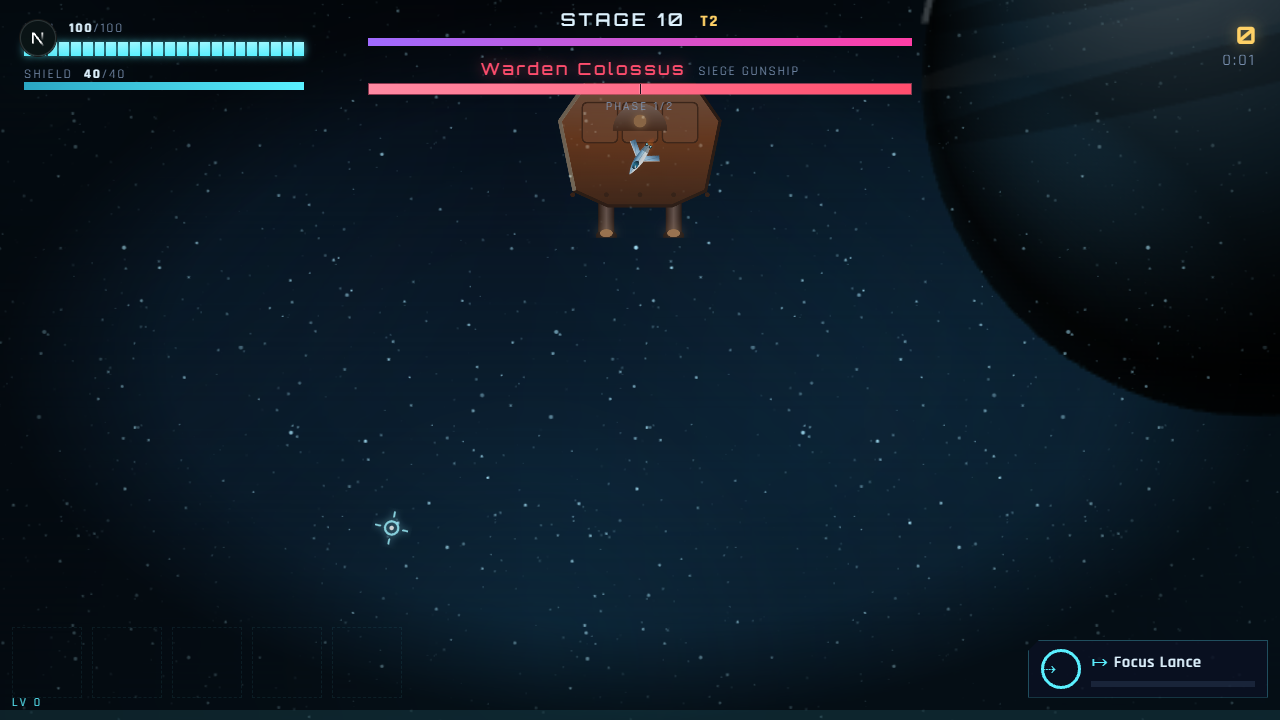 N
100/100
SHIELD 40/40
STAGE 10 T2
Warden Colossus SIEGE GUNSHIP
PHASE 1/2
0
0:01
LV 0
Focus Lance